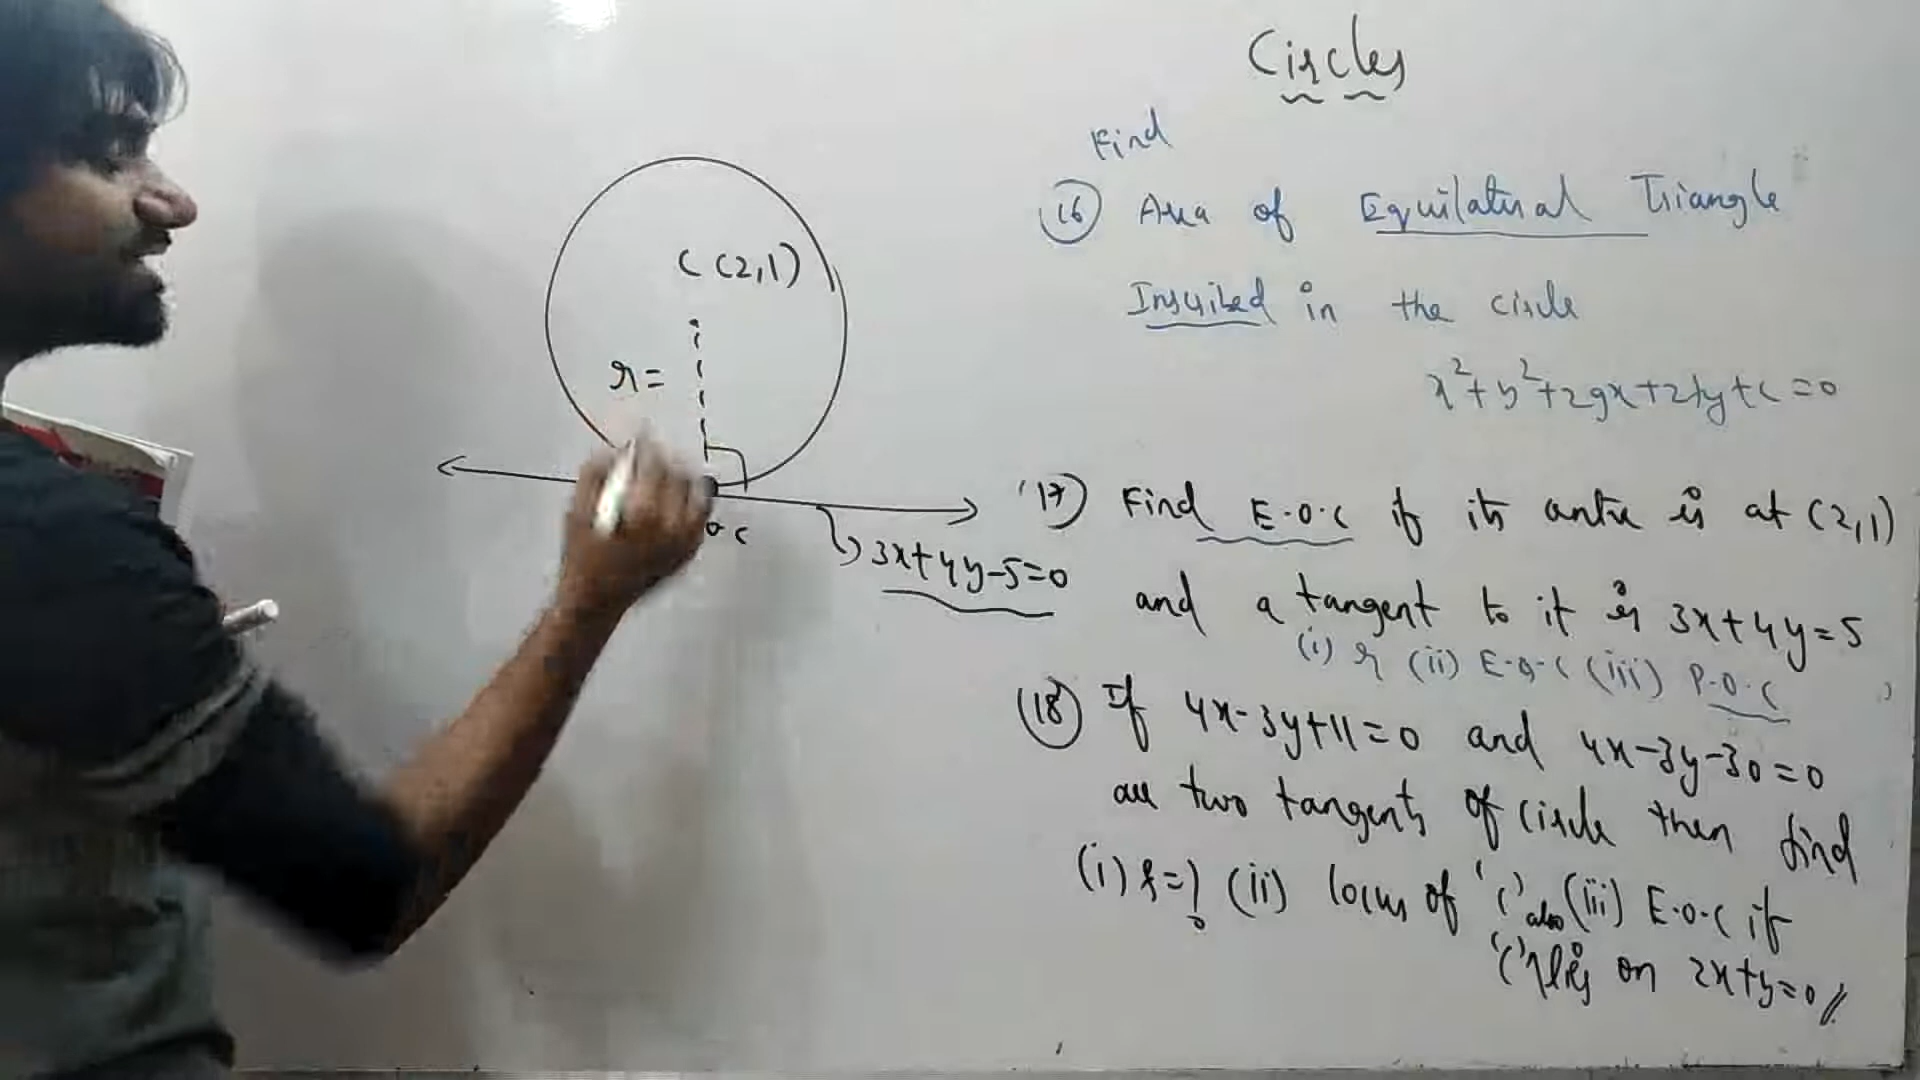 Circles
Find
(16) Area of Equilateral Triangle
Inscribed in the circle
x²+y²+2gx+2fy+c=0
(17) Find E.O.C if its centre is at (2,1)
and a tangent to it is 3x+4y=5
(i) r (ii) E.O.C (iii) P.O.C
(18) If 4x-3y+11=0 and 4x-3y-30=0
are two tangents of circle then find
(i) r=? (ii) locus of 'C' also (iii) E.O.C if
'C' lies on 2x+y=0//
C(2,1)
r=
O C
3x+4y-5=0